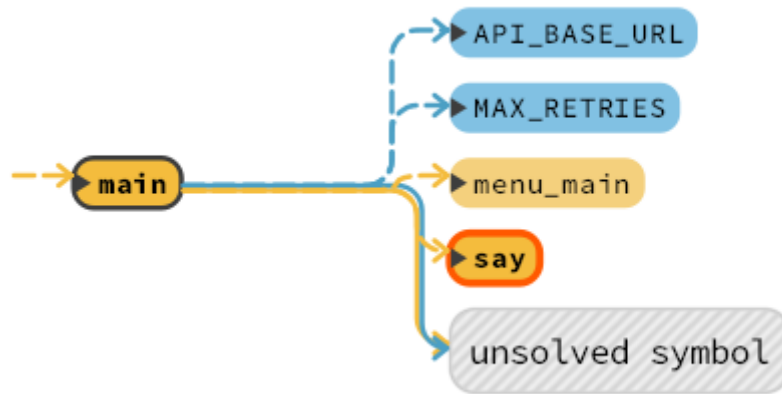 API_BASE_URL
MAX_RETRIES
main
menu_main
say
unsolved symbol